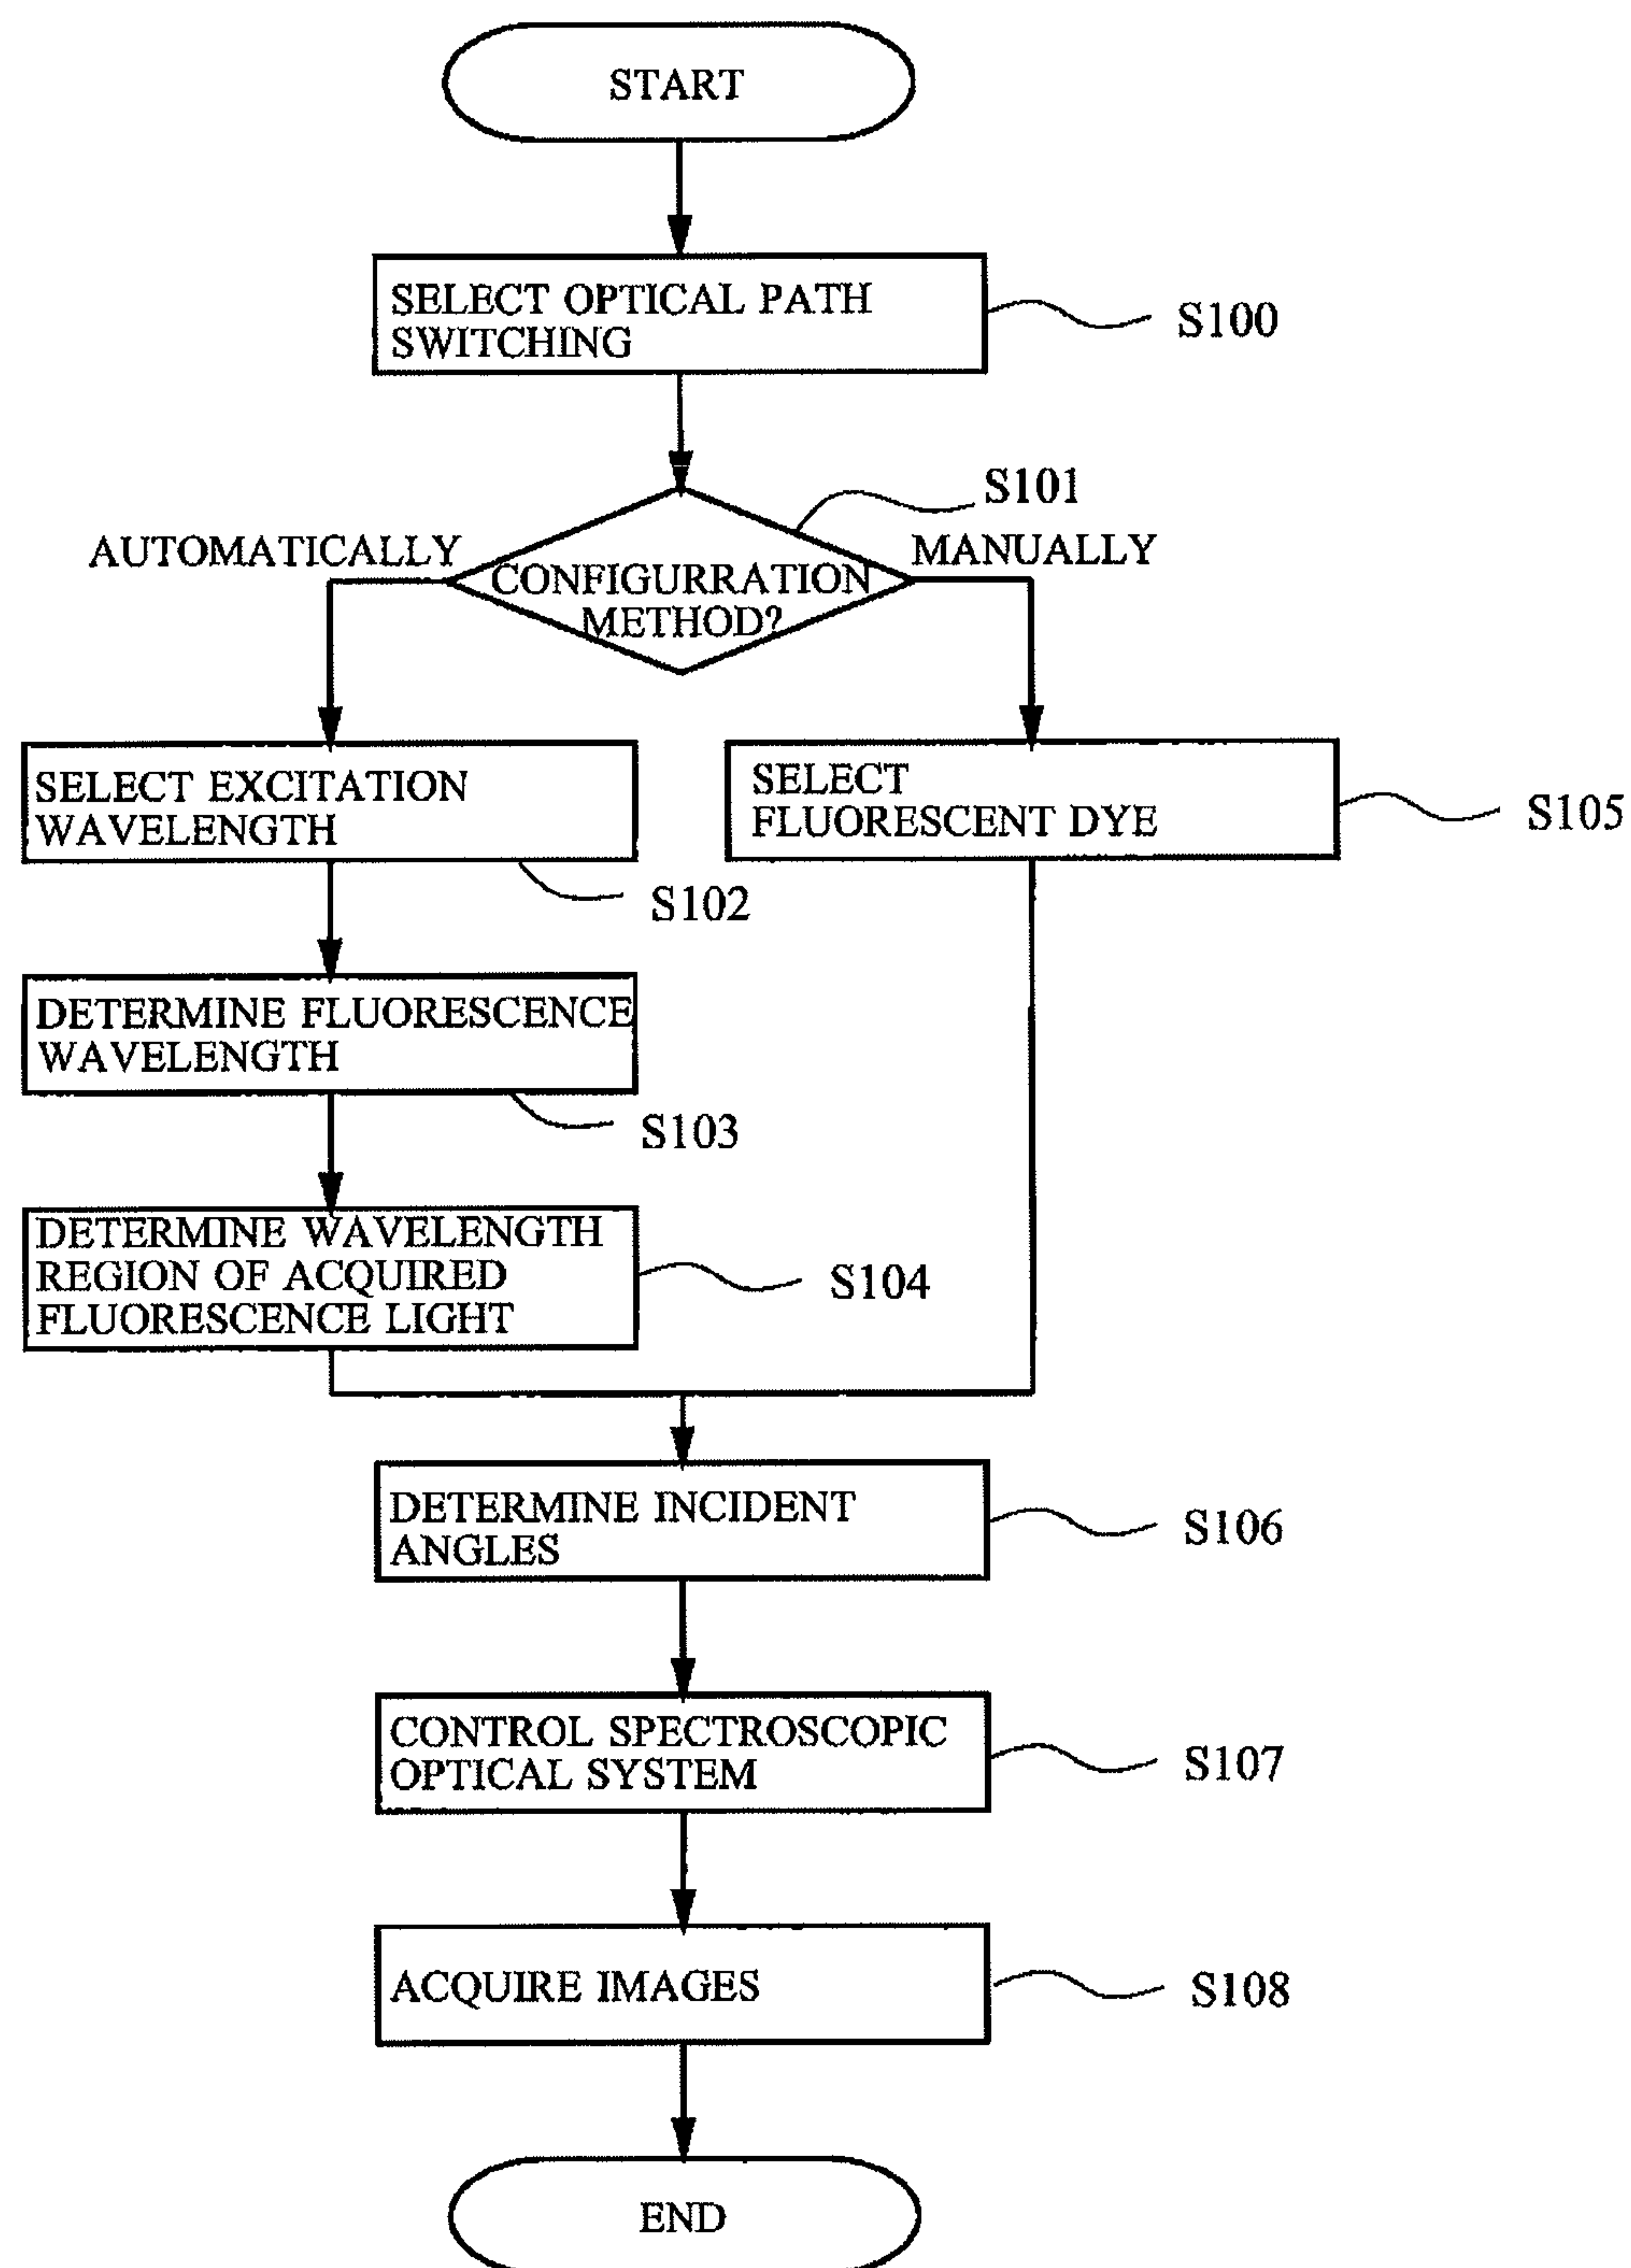 START
SELECT OPTICAL PATH
SWITCHING
S100
S101
AUTOMATICALLY
MANUALLY
CONFIGURRATION
METHOD?
SELECT EXCITATION
WAVELENGTH
S102
SELECT
FLUORESCENT DYE
S105
DETERMINE FLUORESCENCE
WAVELENGTH
S103
DETERMINE WAVELENGTH
REGION OF ACQUIRED
FLUORESCENCE LIGHT
S104
DETERMINE INCIDENT
ANGLES
S106
CONTROL SPECTROSCOPIC
OPTICAL SYSTEM
S107
ACQUIRE IMAGES
S108
END